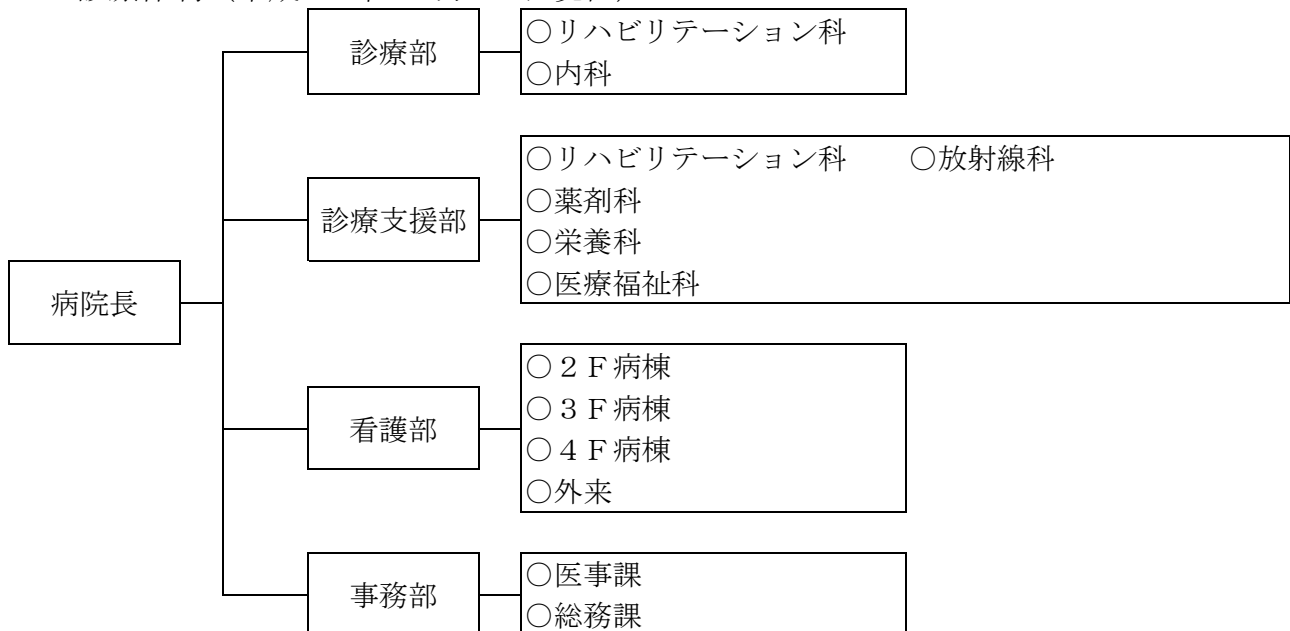 診療部
○リハビリテーション科
○内科
診療支援部
○リハビリテーション科 ○放射線科
○薬剤科
○栄養科
○医療福祉科
病院長
看護部
○２Ｆ病棟
○３Ｆ病棟
○４Ｆ病棟
○外来
事務部
○医事課
○総務課